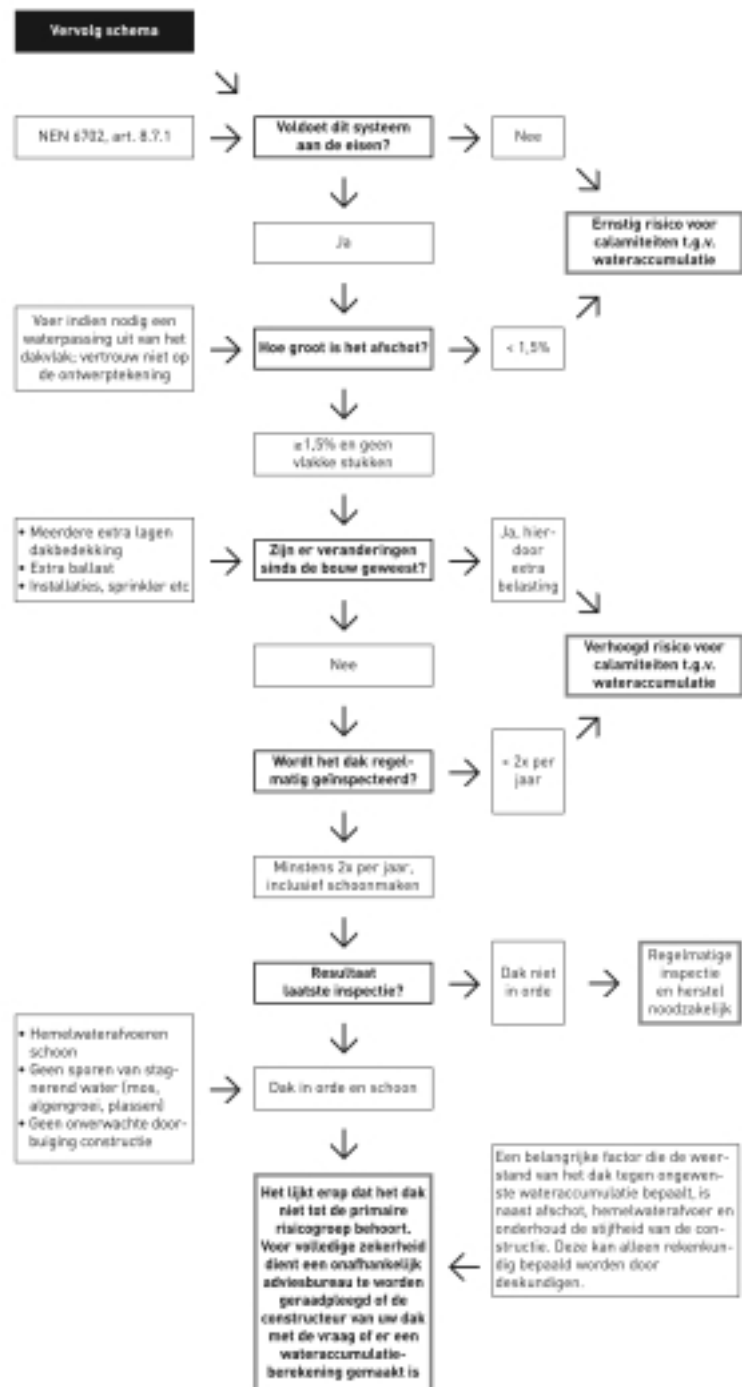 Vervolg schema
NEN 6702, art. 8.7.1
Voldoet dit systeem
aan de eisen?
Nee
Ja
Ernstig risico voor
calamiteiten t.g.v.
wateraccumulatie
Voer indien nodig een
waterpassing uit van het
dakvlak; vertrouw niet op
de ontwerptekening
Hoe groot is het afschot?
< 1,5%
≥1,5% en geen
vlakke stukken
• Meerdere extra lagen
dakbedekking
• Extra ballast
• Installaties, sprinkler etc
Zijn er veranderingen
sinds de bouw geweest?
Ja, hier-
door
extra
belasting
Nee
Verhoogd risico voor
calamiteiten t.g.v.
wateraccumulatie
Wordt het dak regel-
matig geïnspecteerd?
< 2x per
jaar
Minstens 2x per jaar,
inclusief schoonmaken
Resultaat
laatste inspectie?
Dak niet
in orde
Regelmatige
inspectie
en herstel
noodzakelijk
• Hemelwaterafvoeren
schoon
• Geen sporen van stag-
nerend water (mos,
algengroei, plassen)
• Geen onverwachte door-
buiging constructie
Dak in orde en schoon
Het lijkt erop dat het dak
niet tot de primaire
risicogroep behoort.
Voor volledige zekerheid
dient een onafhankelijk
adviesbureau te worden
geraadpleegd of de
constructeur van uw dak
met de vraag of er een
wateraccumulatie-
berekening gemaakt is
Een belangrijke factor die de weer-
stand van het dak tegen ongewen-
ste wateraccumulatie bepaalt, is
naast afschot, hemelwaterafvoer en
onderhoud de stijfheid van de con-
structie. Deze kan alleen rekenkun-
dig bepaald worden door
deskundigen.